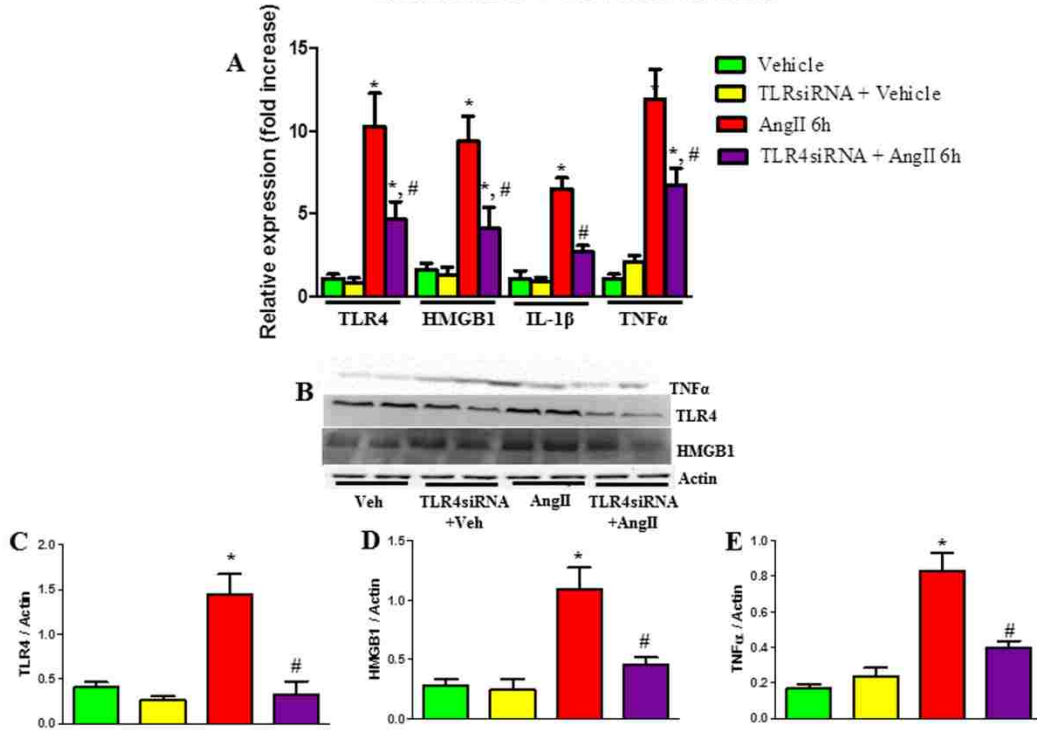 A
Relative expression (fold increase)
15
10
5
0
*
*, #
*
*, #
*
#
*
*, #
TLR4
HMGB1
IL-1β
TNFα
Vehicle
TLRsiRNA + Vehicle
AngII 6h
TLR4siRNA + AngII 6h
B
TNFα
TLR4
HMGB1
Actin
Veh
TLR4siRNA
+Veh
AngII
TLR4siRNA
+AngII
C
TLR4 / Actin
2.0
1.5
1.0
0.5
0.0
*
#
D
HMGB1 / Actin
1.5
1.0
0.5
0.0
*
#
E
TNFα / Actin
1.0
0.8
0.6
0.4
0.2
0.0
*
#